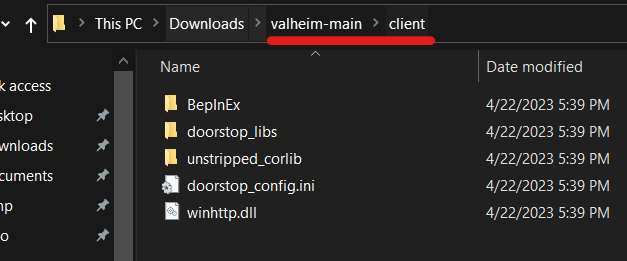 This PC > Downloads > valheim-main > client
Name
Date modified
k access
BepInEx
4/22/2023 5:39 PM
sktop
doorstop_libs
4/22/2023 5:39 PM
wnloads
unstripped_corlib
4/22/2023 5:39 PM
cuments
doorstop_config.ini
4/22/2023 5:39 PM
mp
winhttp.dll
4/22/2023 5:39 PM
o